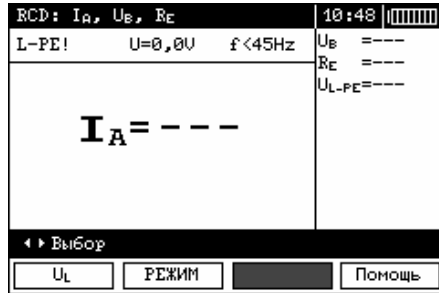 RCD: IA, UB, RE 10:48
L-PE! U=0,0V f<45Hz
UB =---
RE =---
UL-PE=---
IA=---
Выбор
UL РЕЖИМ Помощь